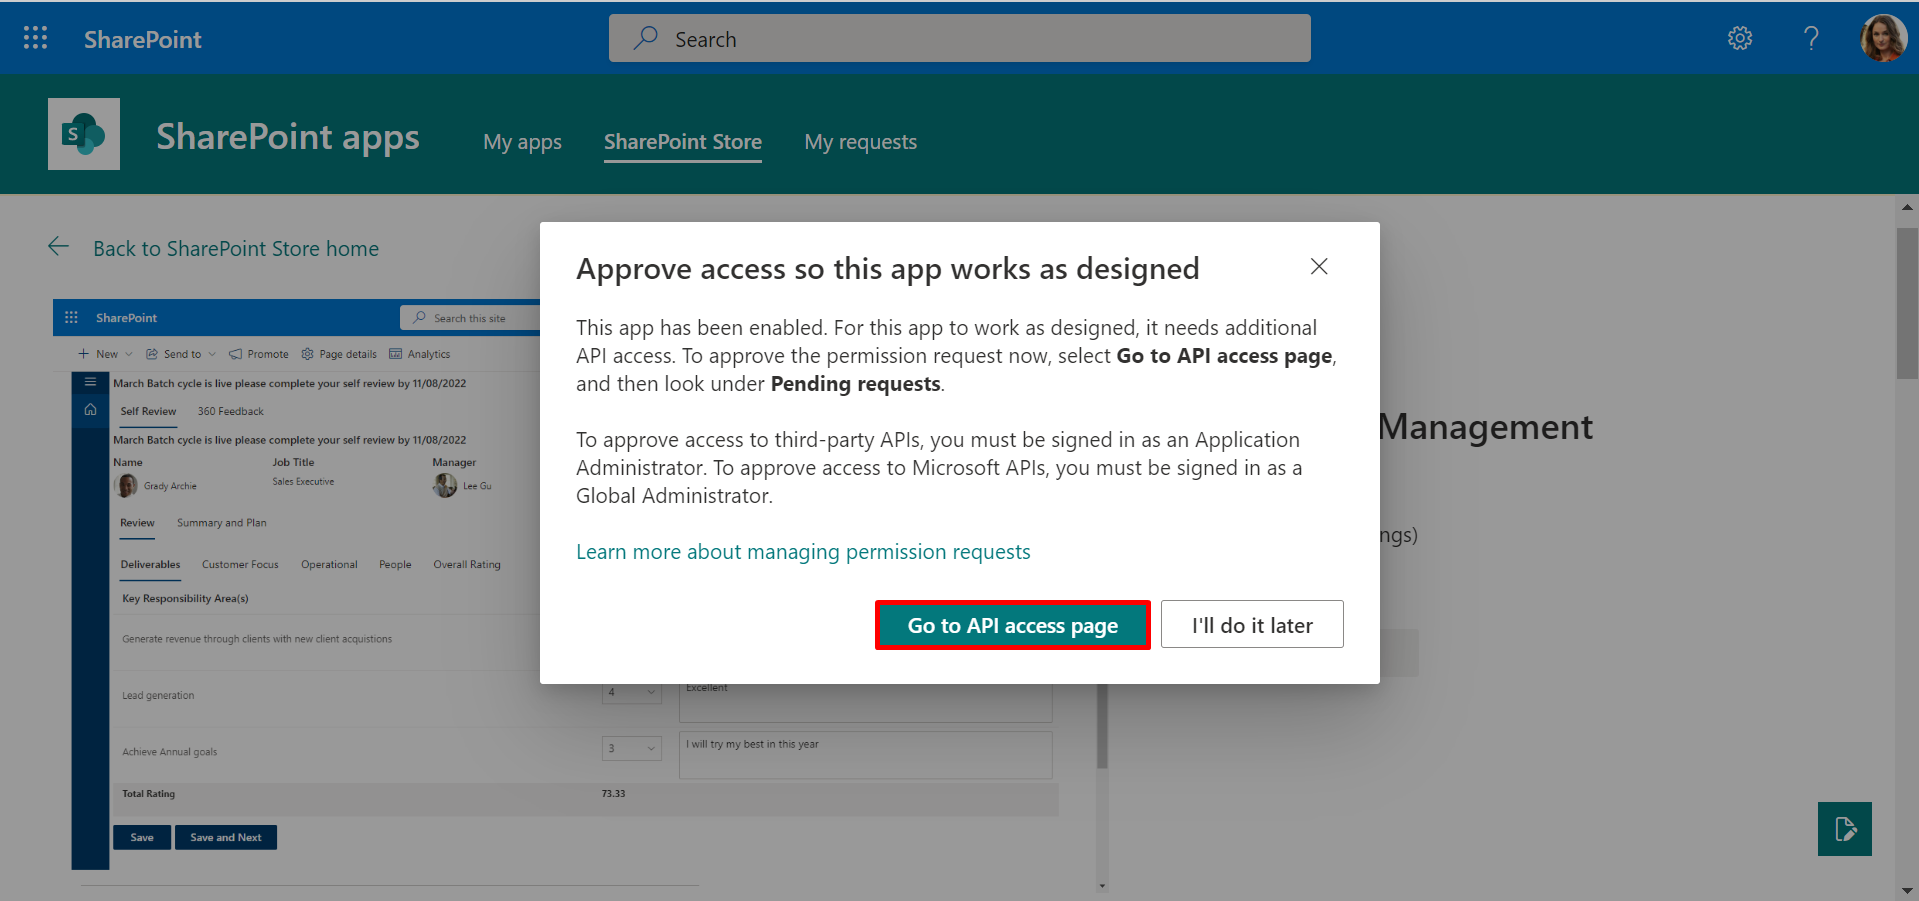 SharePoint
Search
?
S
SharePoint apps
My apps
SharePoint Store
My requests
Back to SharePoint Store home
Approve access so this app works as designed
This app has been enabled. For this app to work as designed, it needs additional
API access. To approve the permission request now, select Go to API access page,
and then look under Pending requests.
To approve access to third-party APIs, you must be signed in as an Application
Administrator. To approve access to Microsoft APIs, you must be signed in as a
Global Administrator.
Learn more about managing permission requests
Go to API access page
I'll do it later
SharePoint
Search this site
New
Send to
Promote
Page details
Analytics
March Batch cycle is live please complete your self review by 11/08/2022
Self Review
360 Feedback
March Batch cycle is live please complete your self review by 11/08/2022
Name
Job Title
Manager
Grady Archie
Sales Executive
Lee Gu
Review
Summary and Plan
Deliverables
Customer Focus
Operational
People
Overall Rating
Key Responsibility Area(s)
Generate revenue through clients with new client acquistions
Lead generation
4
Excellent
Achieve Annual goals
3
I will try my best in this year
Total Rating
73.33
Save
Save and Next
Management
ngs)